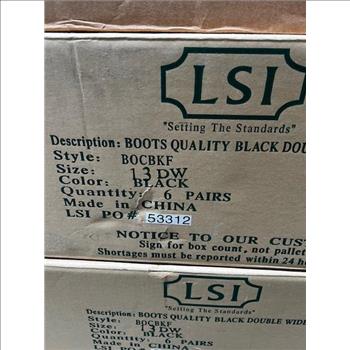 LSI
"Setting The Standards"
Description: BOOTS QUALITY BLACK DOU
Style: BOCBKF
Size: 13 DW
Color: BLACK
Quantity: 6 PAIRS
Made in CHINA
LSI PO# 53312
NOTICE TO OUR CUST
Sign for box count, not pallet
Shortages must be reported within 24 h
LSI
"Setting The Standards"
Description: BOOTS QUALITY BLACK DOUBLE WIDE
Style: BOCBKF
Size: 13 DW
Color: BLACK
Quantity: 6 PAIRS
Made in CHINA